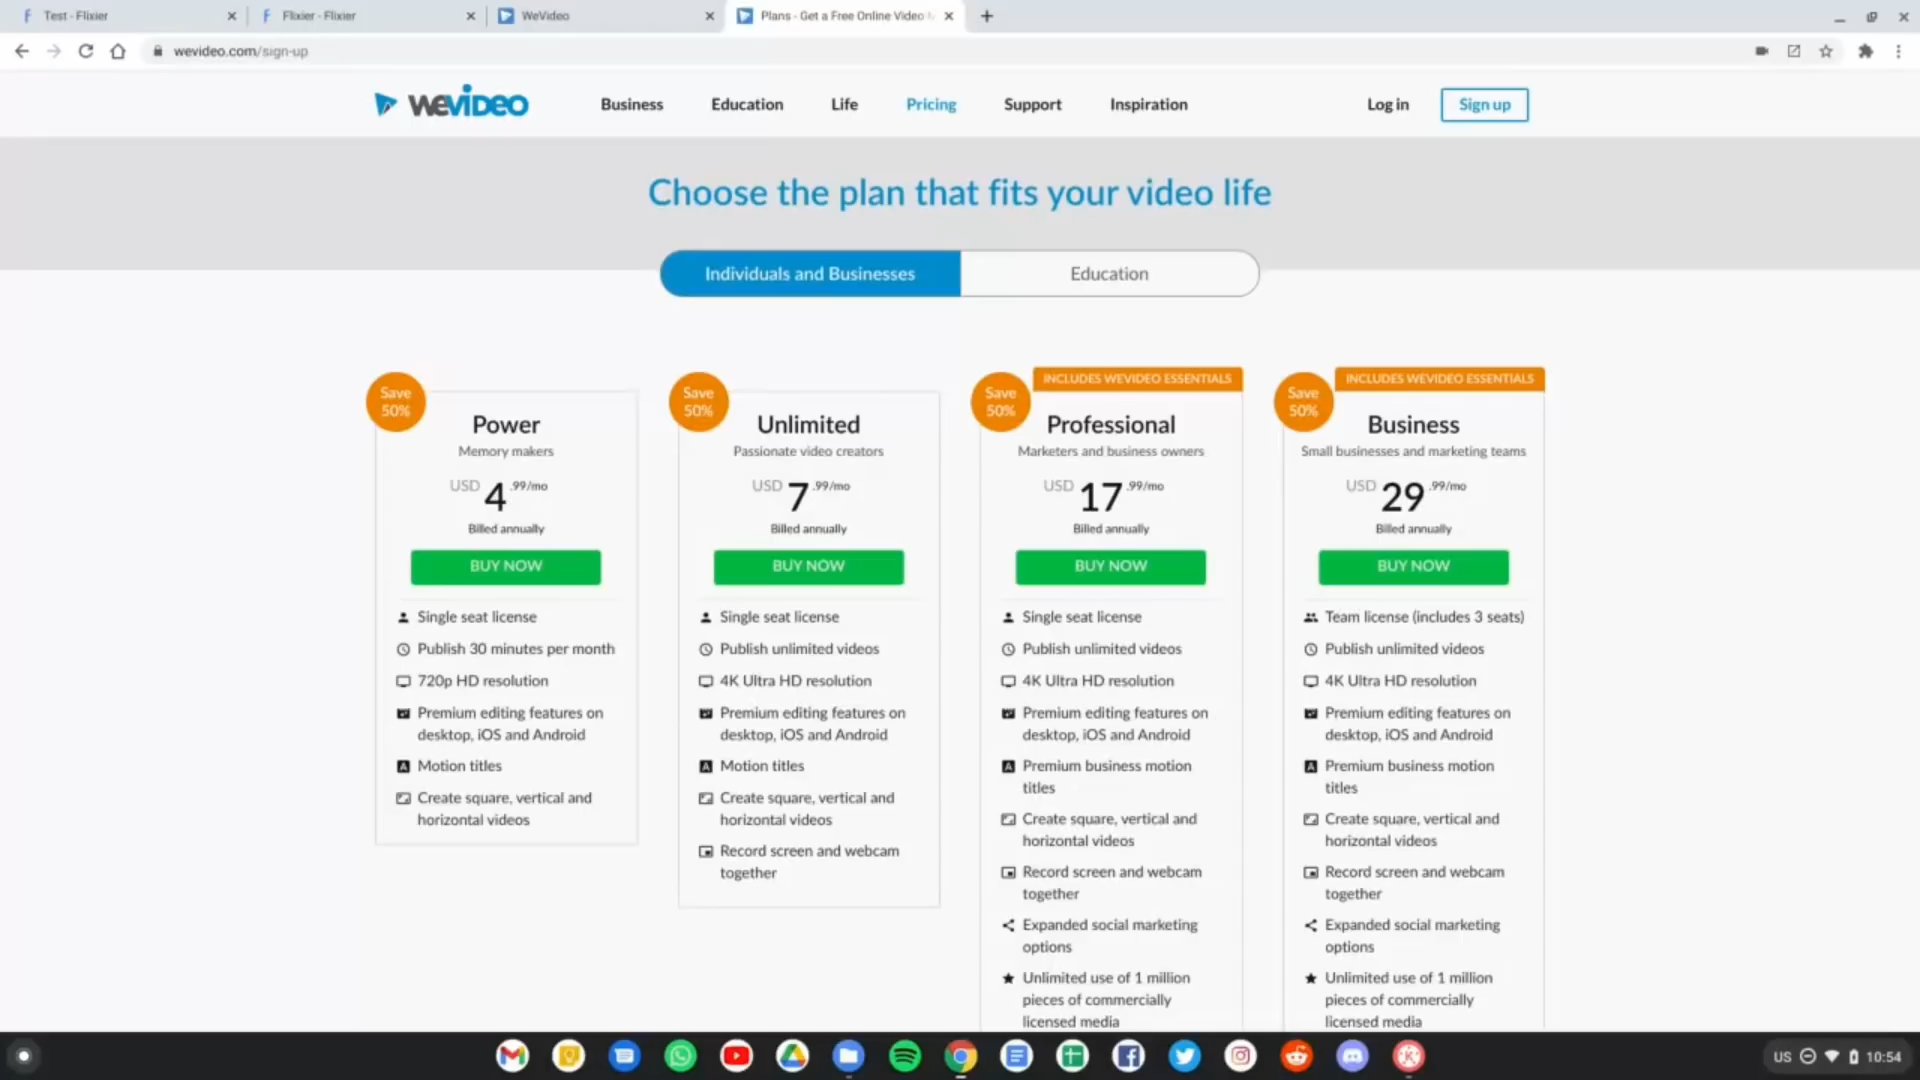 Test - Flixier
Flixier - Flixier
WeVideo
Plans - Get a Free Online Video
wevideo.com/sign-up
WEVIDEO
Business
Education
Life
Pricing
Support
Inspiration
Log in
Sign up
Choose the plan that fits your video life
Individuals and Businesses
Education
Save
50%
Power
Memory makers
USD 4 .99/mo
Billed annually
BUY NOW
Single seat license
Publish 30 minutes per month
720p HD resolution
Premium editing features on
desktop, iOS and Android
Motion titles
Create square, vertical and
horizontal videos
Save
50%
Unlimited
Passionate video creators
USD 7 .99/mo
Billed annually
BUY NOW
Single seat license
Publish unlimited videos
4K Ultra HD resolution
Premium editing features on
desktop, iOS and Android
Motion titles
Create square, vertical and
horizontal videos
Record screen and webcam
together
INCLUDES WEVIDEO ESSENTIALS
Save
50%
Professional
Marketers and business owners
USD 17 .99/mo
Billed annually
BUY NOW
Single seat license
Publish unlimited videos
4K Ultra HD resolution
Premium editing features on
desktop, iOS and Android
Premium business motion
titles
Create square, vertical and
horizontal videos
Record screen and webcam
together
Expanded social marketing
options
Unlimited use of 1 million
pieces of commercially
licensed media
INCLUDES WEVIDEO ESSENTIALS
Save
50%
Business
Small businesses and marketing teams
USD 29 .99/mo
Billed annually
BUY NOW
Team license (includes 3 seats)
Publish unlimited videos
4K Ultra HD resolution
Premium editing features on
desktop, iOS and Android
Premium business motion
titles
Create square, vertical and
horizontal videos
Record screen and webcam
together
Expanded social marketing
options
Unlimited use of 1 million
pieces of commercially
licensed media
US
10:54